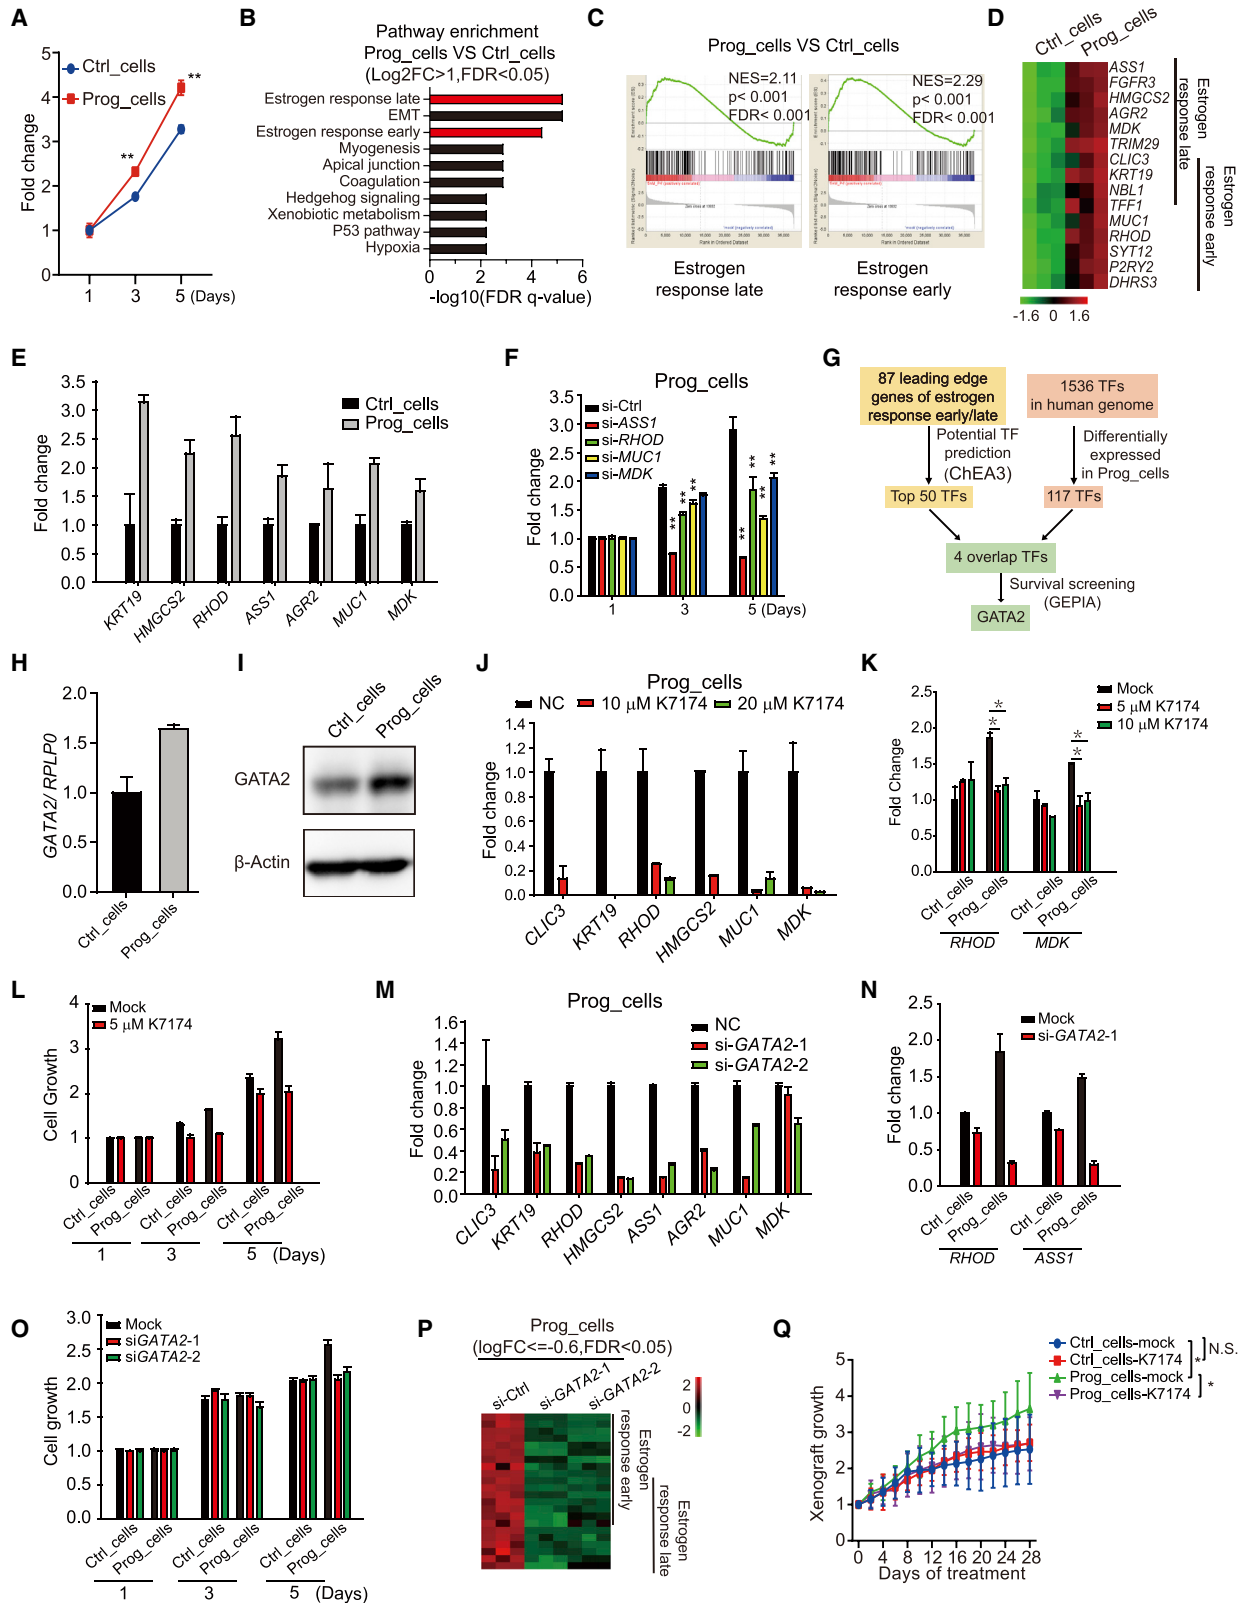 A
5
4
3
2
1
0
Fold change
Ctrl_cells
Prog_cells
**
**
1 3 5 (Days)
B
Pathway enrichment
Prog_cells VS Ctrl_cells
(Log2FC>1,FDR<0.05)
Estrogen response late
EMT
Estrogen response early
Myogenesis
Apical junction
Coagulation
Hedgehog signaling
Xenobiotic metabolism
P53 pathway
Hypoxia
0 2 4 6
-log10(FDR q-value)
C
Prog_cells VS Ctrl_cells
NES=2.11
p< 0.001
FDR< 0.001
NES=2.29
p< 0.001
FDR< 0.001
Rank in Ordered Dataset
Rank in Ordered Dataset
Estrogen
response late
Estrogen
response early
D
Ctrl_cells
Prog_cells
ASS1
FGFR3
HMGCS2
AGR2
MDK
TRIM29
CLIC3
KRT19
NBL1
TFF1
MUC1
RHOD
SYT12
P2RY2
DHRS3
Estrogen
response late
Estrogen
response early
-1.6 0 1.6
E
3.5
3.0
2.5
2.0
1.5
1.0
0.5
0.0
Fold change
Ctrl_cells
Prog_cells
KRT19
HMGCS2
RHOD
ASS1
AGR2
MUC1
MDK
F
Prog_cells
3.5
3.0
2.5
2.0
1.5
1.0
0.5
0.0
Fold change
si-Ctrl
si-ASS1
si-RHOD
si-MUC1
si-MDK
** ** **
** ** ** **
1 3 5 (Days)
G
87 leading edge
genes of estrogen
response early/late
1536 TFs
in human genome
Potential TF
prediction
(ChEA3)
Differentially
expressed
in Prog_cells
Top 50 TFs
117 TFs
4 overlap TFs
Survival screening
(GEPIA)
GATA2
H
2.0
1.5
1.0
0.5
0.0
GATA2/ RPLP0
Ctrl_cells
Prog_cells
I
Ctrl_cells
Prog_cells
GATA2
β-Actin
J
Prog_cells
NC 10 μM K7174 20 μM K7174
1.4
1.2
1.0
0.8
0.6
0.4
0.2
0.0
Fold change
CLIC3
KRT19
RHOD
HMGCS2
MUC1
MDK
K
2.5
2.0
1.5
1.0
0.5
0.0
Fold Change
Mock
5 μM K7174
10 μM K7174
*
*
*
*
Ctrl_cells
Prog_cells
Ctrl_cells
Prog_cells
RHOD MDK
L
4
3
2
1
0
Cell Growth
Mock
5 μM K7174
Ctrl_cells
Prog_cells
Ctrl_cells
Prog_cells
Ctrl_cells
Prog_cells
1 3 5 (Days)
M
Prog_cells
1.6
1.4
1.2
1.0
0.8
0.6
0.4
0.2
0.0
Fold change
NC
si-GATA2-1
si-GATA2-2
CLIC3
KRT19
RHOD
HMGCS2
ASS1
AGR2
MUC1
MDK
N
2.5
2.0
1.5
1.0
0.5
0.0
Fold change
Mock
si-GATA2-1
Ctrl_cells
Prog_cells
Ctrl_cells
Prog_cells
RHOD ASS1
O
3.0
2.5
2.0
1.5
1.0
0.5
0.0
Cell growth
Mock
siGATA2-1
siGATA2-2
Ctrl_cells
Prog_cells
Ctrl_cells
Prog_cells
Ctrl_cells
Prog_cells
1 3 5 (Days)
P
Prog_cells
(logFC<=-0.6,FDR<0.05)
si-Ctrl
si-GATA2-1
si-GATA2-2
2
0
-2
Estrogen
response early
Estrogen
response late
Q
Ctrl_cells-mock
Ctrl_cells-K7174
Prog_cells-mock
Prog_cells-K7174
N.S.
*
*
5
4
3
2
1
0
Xenograft growth
0 4 8 12 16 20 24 28
Days of treatment